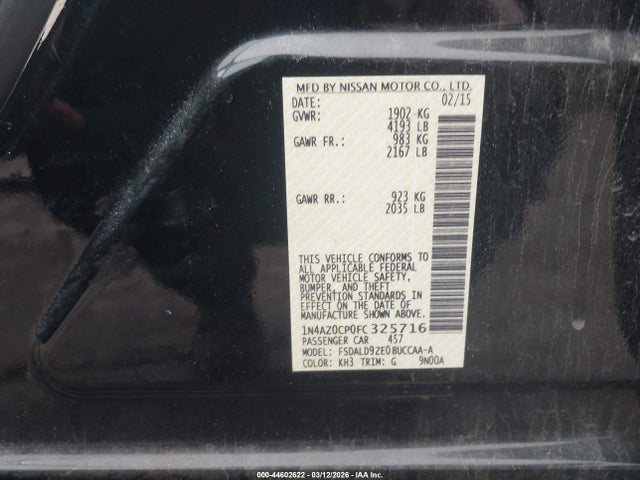 MFD BY NISSAN MOTOR CO., LTD.
DATE: 02/15
GVWR: 1902 KG
4193 LB
GAWR FR.: 983 KG
2167 LB
GAWR RR.: 923 KG
2035 LB
THIS VEHICLE CONFORMS TO
ALL APPLICABLE FEDERAL
MOTOR VEHICLE SAFETY,
BUMPER, AND THEFT
PREVENTION STANDARDS IN
EFFECT ON THE DATE OF
MANUFACTURE SHOWN ABOVE.
1N4AZ0CP0FC325716
PASSENGER CAR 457
MODEL: FSDALD9ZE0BUCCAA-A
COLOR: KH3 TRIM: G 9N00A
000-44602622 - 03/12/2026 - IAAI, Inc.